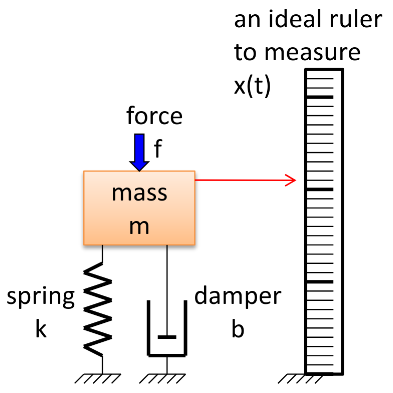 an ideal ruler
to measure
x(t)
force
f
mass
m
spring
k
damper
b